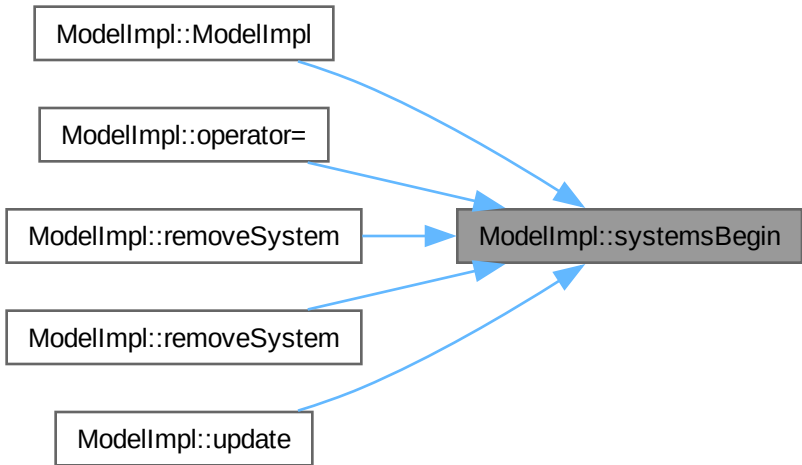 ModelImpl::ModelImpl
ModelImpl::operator=
ModelImpl::removeSystem
ModelImpl::systemsBegin
ModelImpl::removeSystem
ModelImpl::update